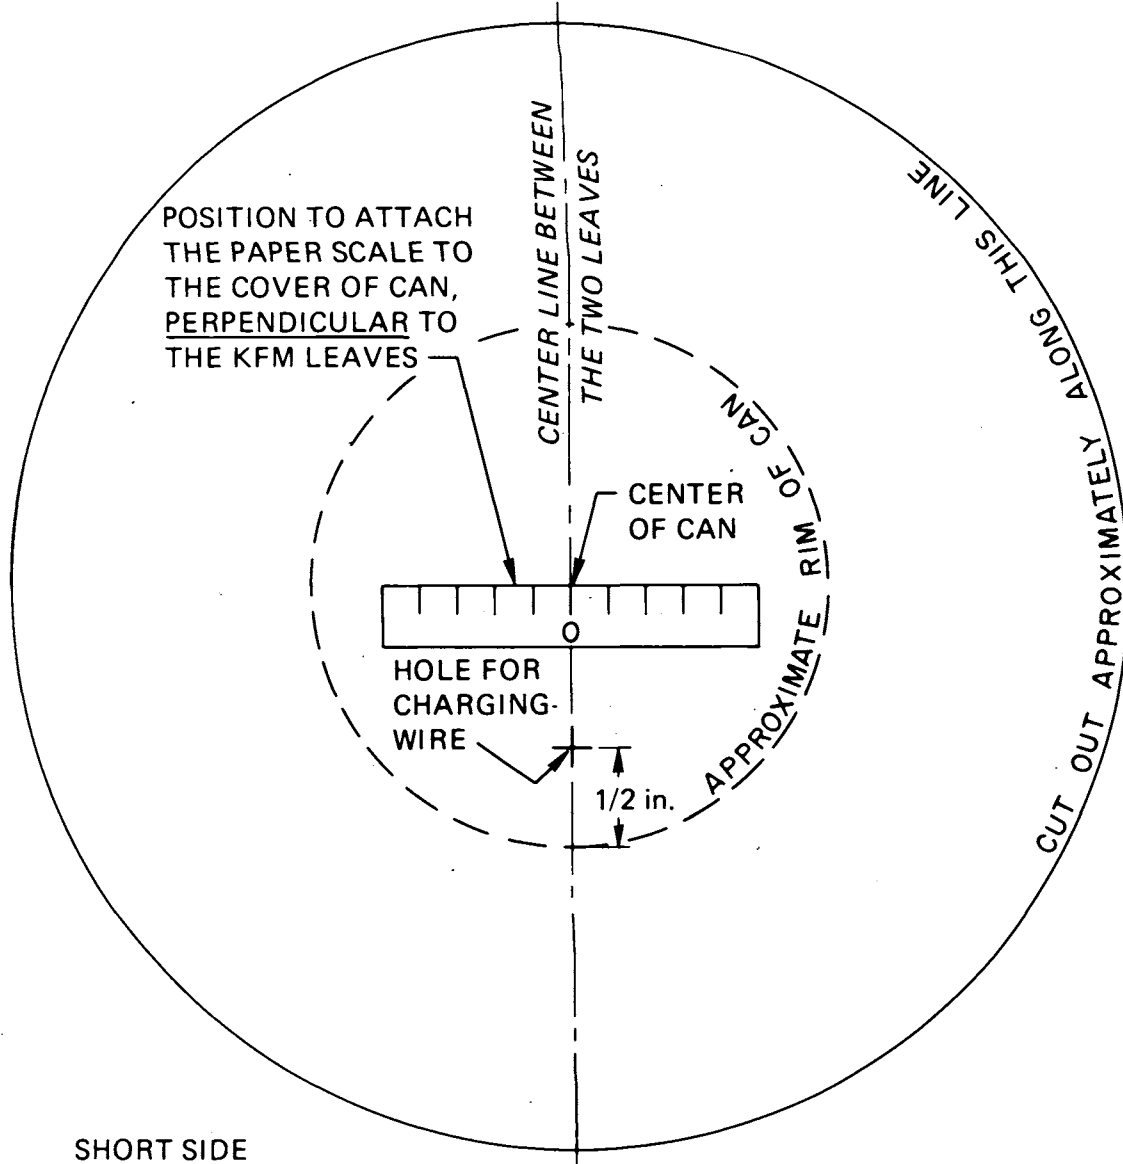 CENTER LINE BETWEEN
THE TWO LEAVES
POSITION TO ATTACH
THE PAPER SCALE TO
THE COVER OF CAN,
PERPENDICULAR TO
THE KFM LEAVES
CUT OUT APPROXIMATELY ALONG THIS LINE
APPROXIMATE RIM OF CAN
CENTER
OF CAN
0
HOLE FOR
CHARGING-
WIRE
1/2 in.
SHORT SIDE